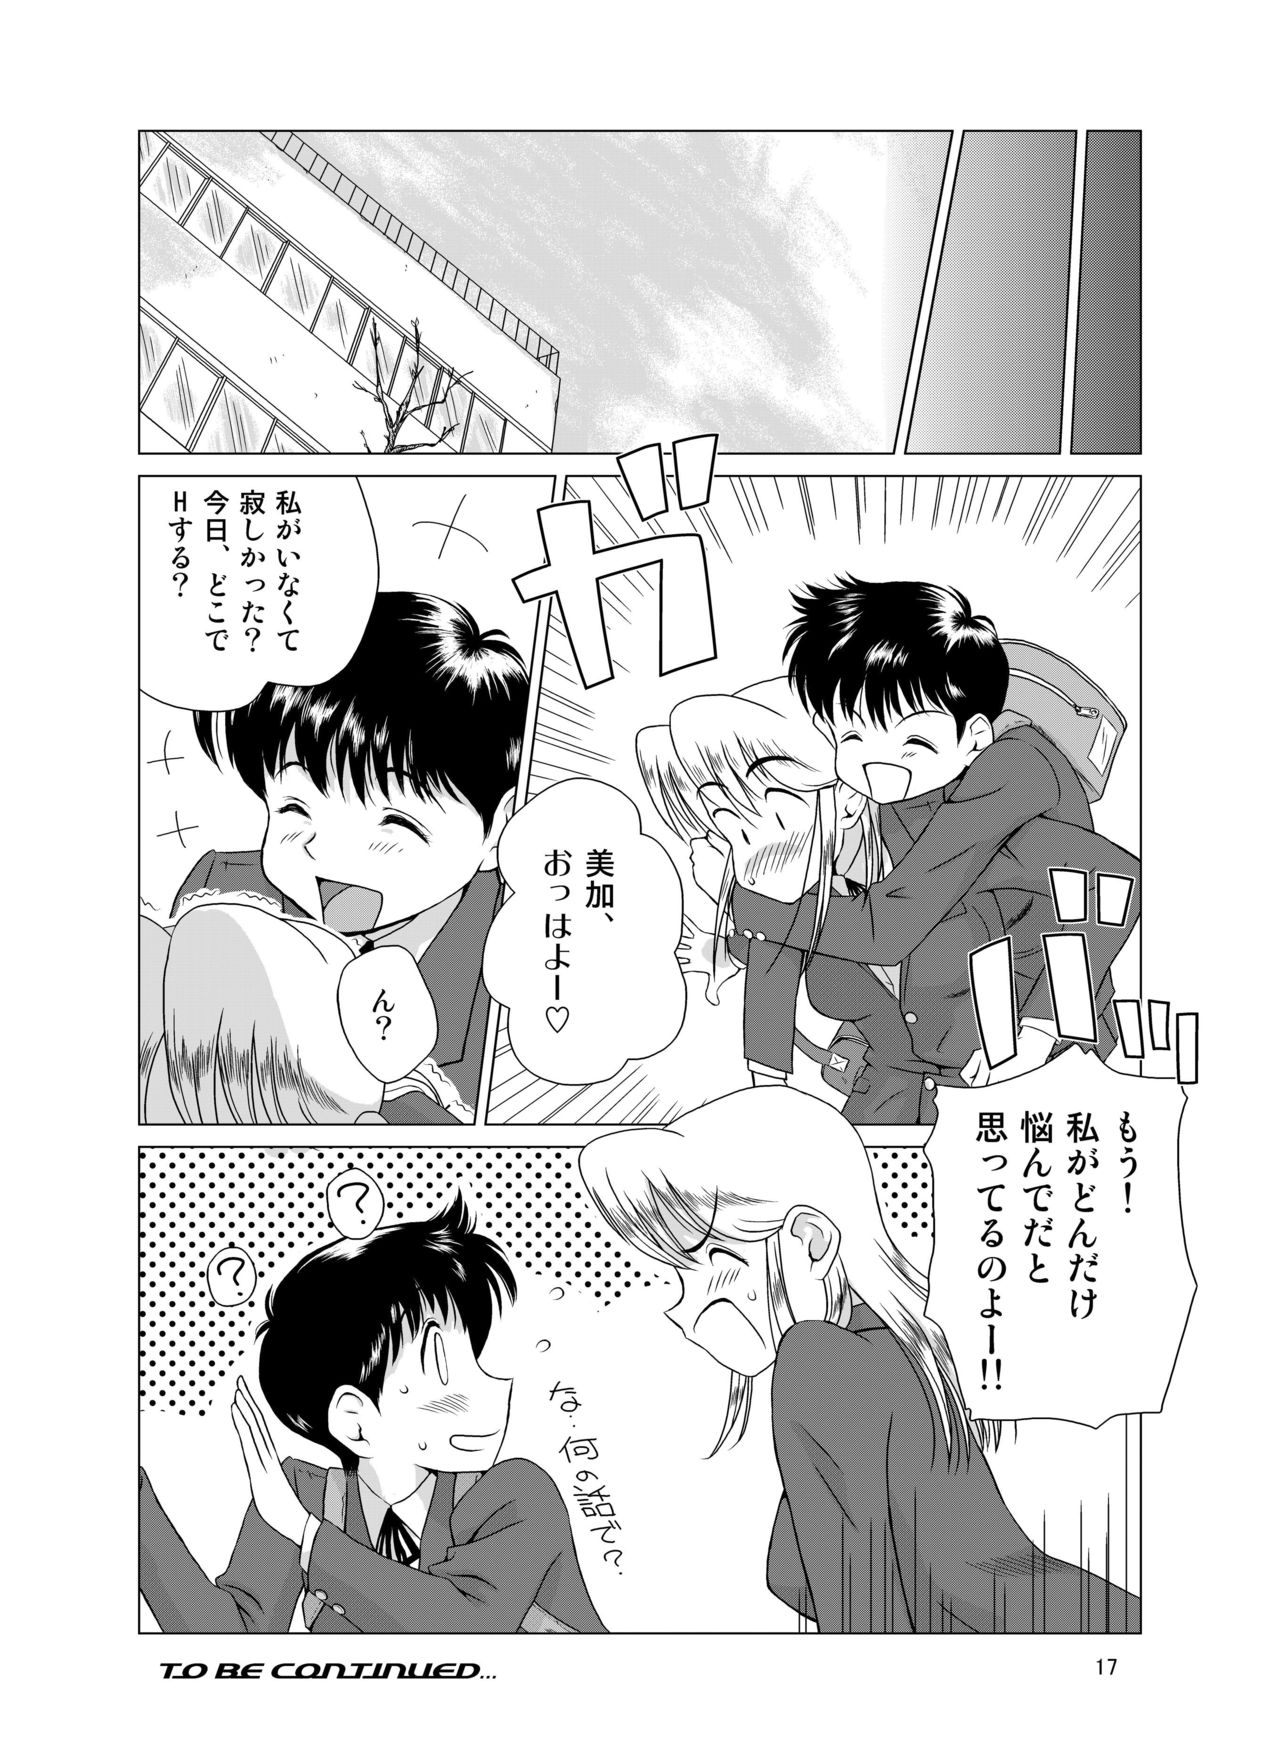 ガバッ
美加、
おっはよー♡
私がいなくて
寂しかった？
今日、どこで
Hする？
ん？
もう！
私がどんだけ
悩んでだと
思ってるのよー!!
?
?
な‥何の話で？
TO BE CONTINUED...
17